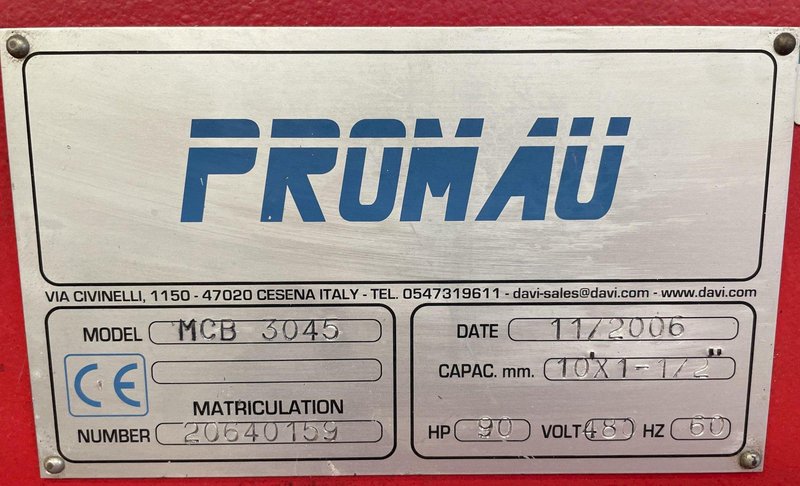 PROMAU
VIA CIVINELLI, 1150 - 47020 CESENA ITALY - TEL. 0547319611 - davi-sales@davi.com - www.davi.com
MODEL MCB 3045
CE
MATRICULATION
NUMBER 20640159
DATE 11/2006
CAPAC. mm. 10'X1-1/2"
HP 90 VOLT 480 HZ 60